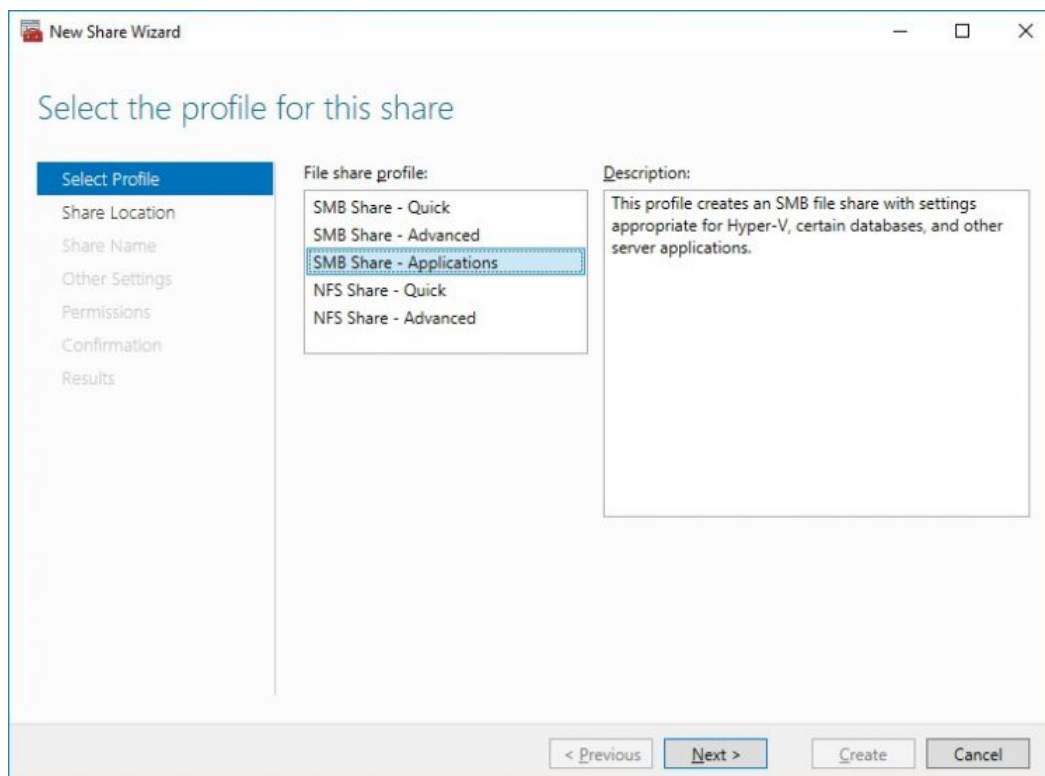 New Share Wizard
Select the profile for this share
Select Profile
Share Location
Share Name
Other Settings
Permissions
Confirmation
Results
File share profile:
SMB Share - Quick
SMB Share - Advanced
SMB Share - Applications
NFS Share - Quick
NFS Share - Advanced
Description:
This profile creates an SMB file share with settings
appropriate for Hyper-V, certain databases, and other
server applications.
< Previous
Next >
Create
Cancel